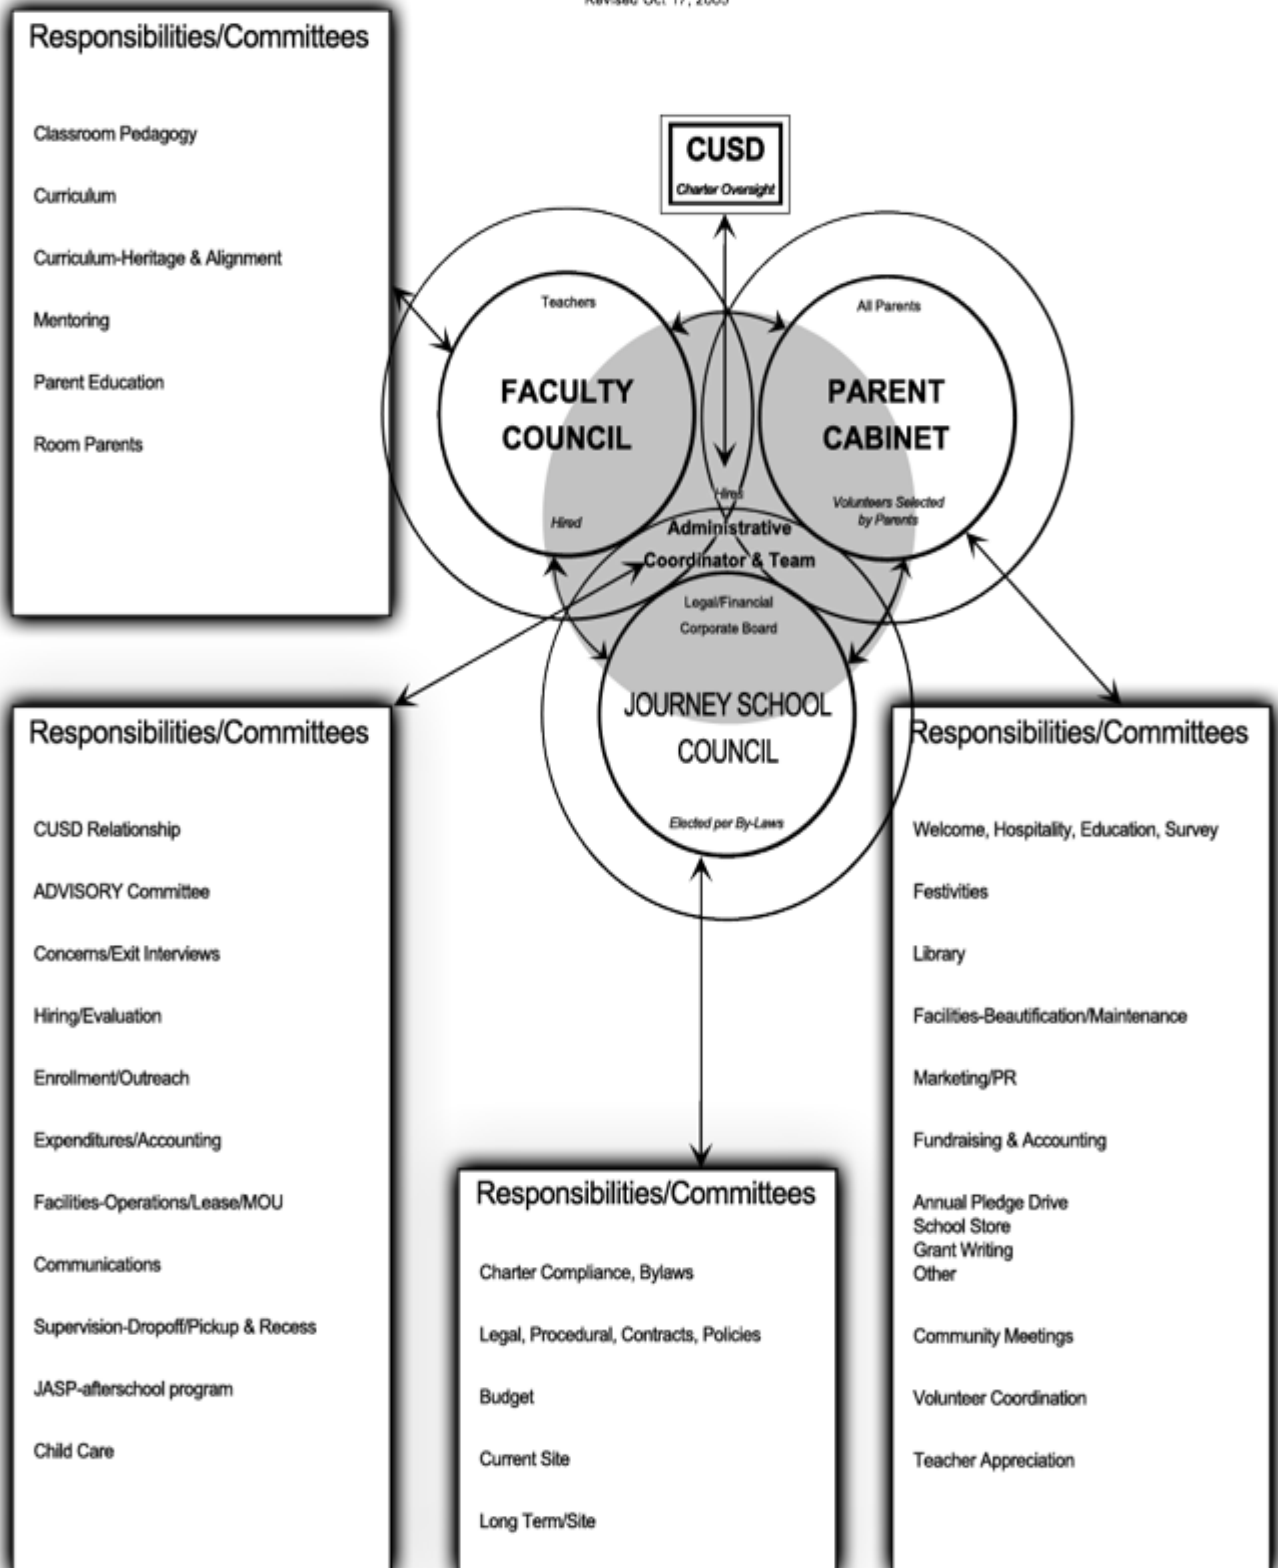 Revised Oct 17, 2005
Responsibilities/Committees
Classroom Pedagogy
Curriculum
Curriculum-Heritage & Alignment
Mentoring
Parent Education
Room Parents
CUSD
Charter Oversight
Teachers
FACULTY
COUNCIL
Hired
All Parents
PARENT
CABINET
Volunteers Selected
by Parents
Hires
Administrative
Coordinator & Team
Legal/Financial
Corporate Board
JOURNEY SCHOOL
COUNCIL
Elected per By-Laws
Responsibilities/Committees
CUSD Relationship
ADVISORY Committee
Concerns/Exit Interviews
Hiring/Evaluation
Enrollment/Outreach
Expenditures/Accounting
Facilities-Operations/Lease/MOU
Communications
Supervision-Dropoff/Pickup & Recess
JASP-afterschool program
Child Care
Responsibilities/Committees
Charter Compliance, Bylaws
Legal, Procedural, Contracts, Policies
Budget
Current Site
Long Term/Site
Responsibilities/Committees
Welcome, Hospitality, Education, Survey
Festivities
Library
Facilities-Beautification/Maintenance
Marketing/PR
Fundraising & Accounting
Annual Pledge Drive
School Store
Grant Writing
Other
Community Meetings
Volunteer Coordination
Teacher Appreciation